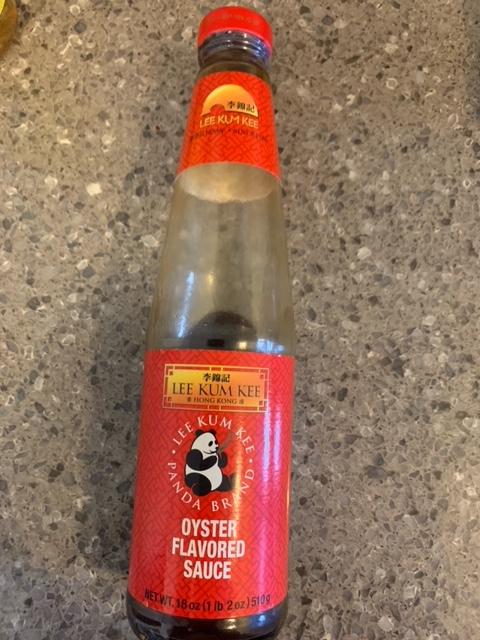 李錦記
LEE KUM KEE
李錦記
LEE KUM KEE
HONG KONG
LEE KUM KEE
PANDA BRAND
OYSTER
FLAVORED
SAUCE
NET WT. 18 oz (1 lb 2 oz) 510g